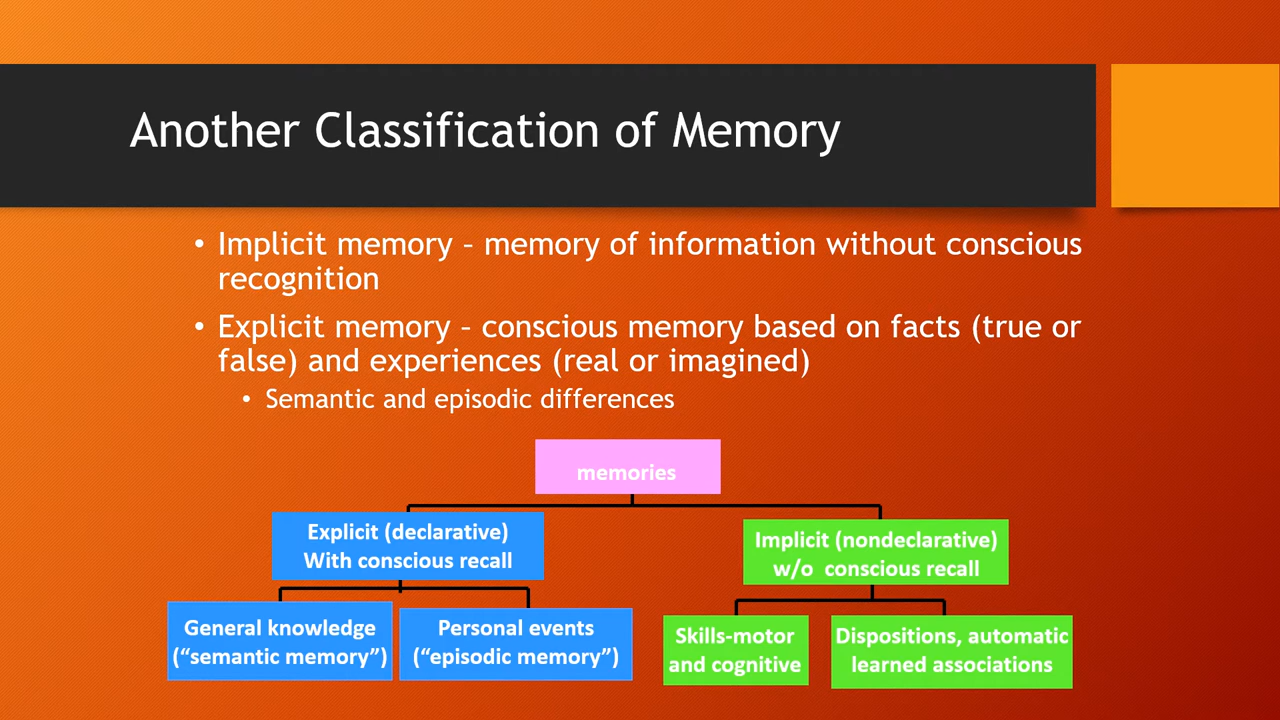 Another Classification of Memory
• Implicit memory – memory of information without conscious
recognition
• Explicit memory – conscious memory based on facts (true or
false) and experiences (real or imagined)
• Semantic and episodic differences
memories
Explicit (declarative)
With conscious recall
Implicit (nondeclarative)
w/o  conscious recall
General knowledge
(“semantic memory”)
Personal events
(“episodic memory”)
Skills-motor
and cognitive
Dispositions, automatic
learned associations